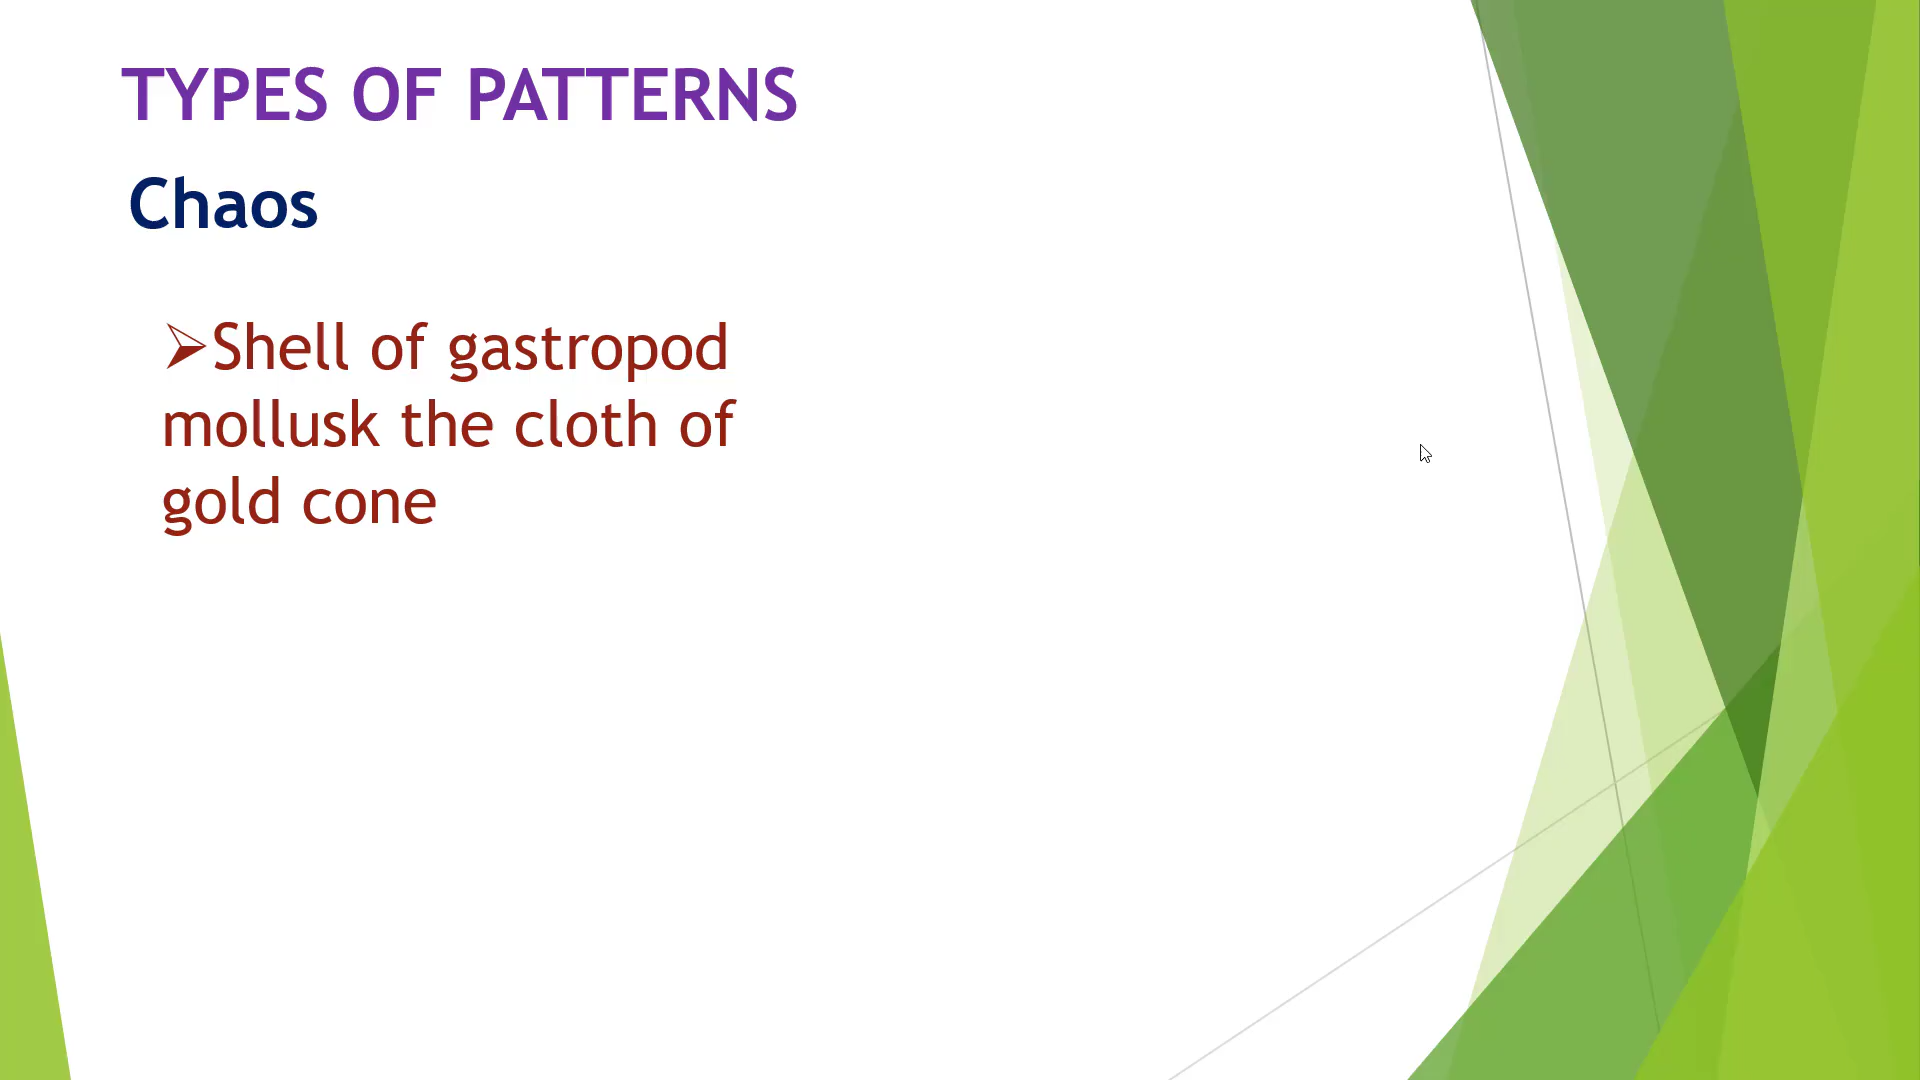 TYPES OF PATTERNS
Chaos
➢Shell of gastropod
mollusk the cloth of
gold cone